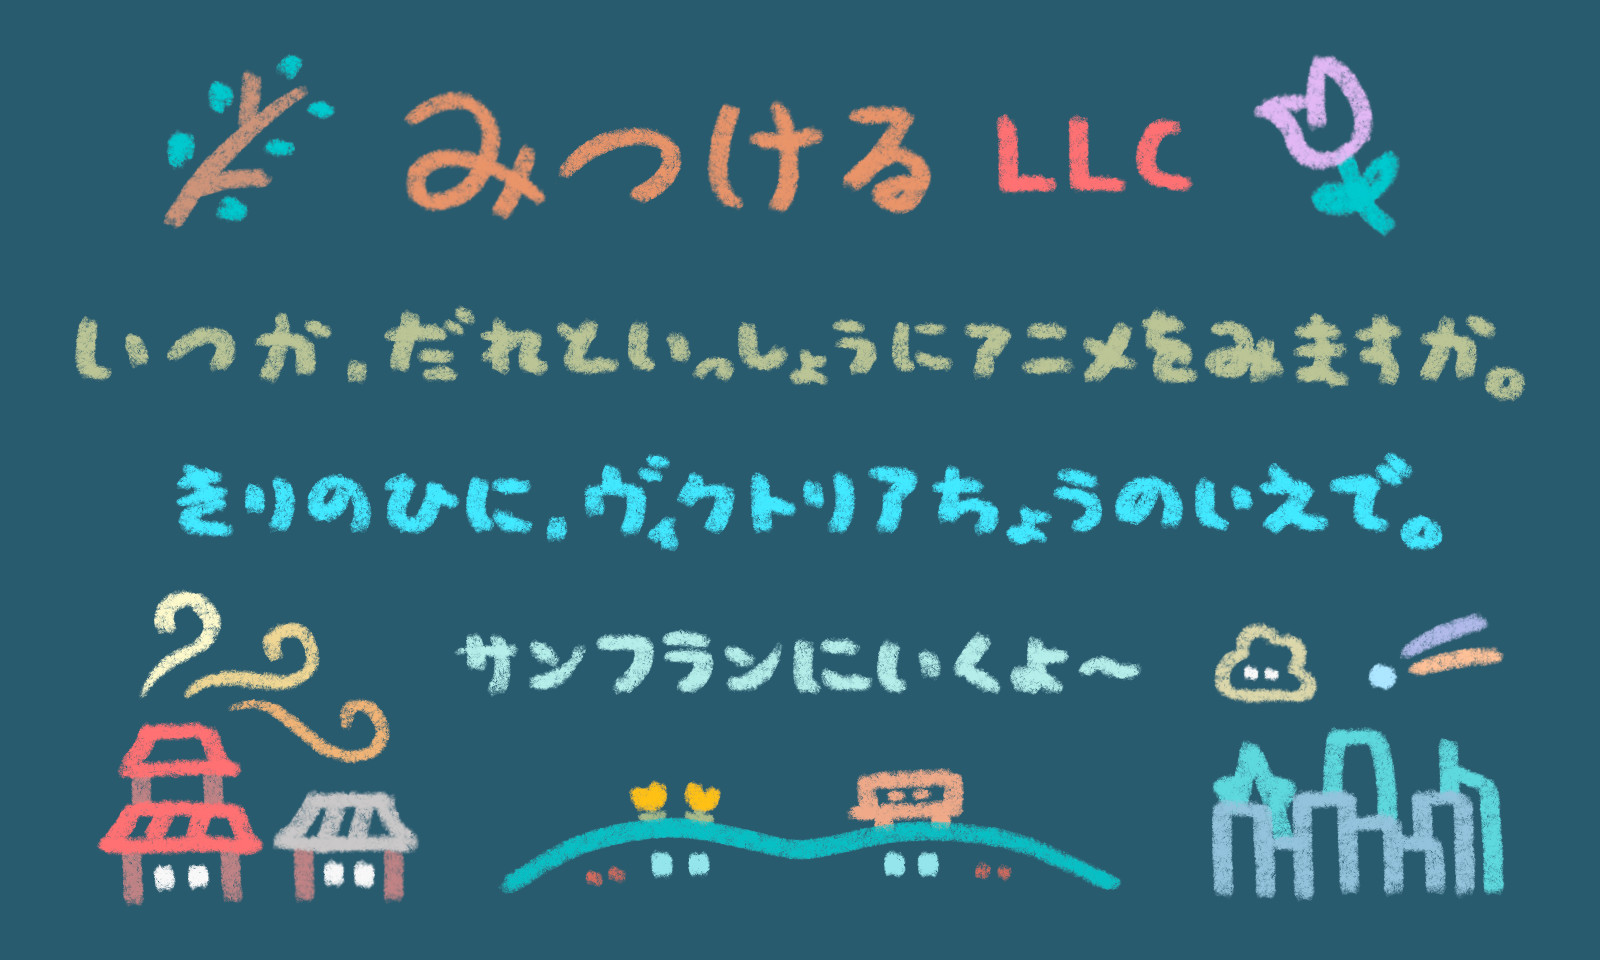 みつける LLC
いつか、だれといっしょうにアニメをみますか。
そりのひに、ヴィクトリアちょうのいえで。
サンフランにいくよ〜